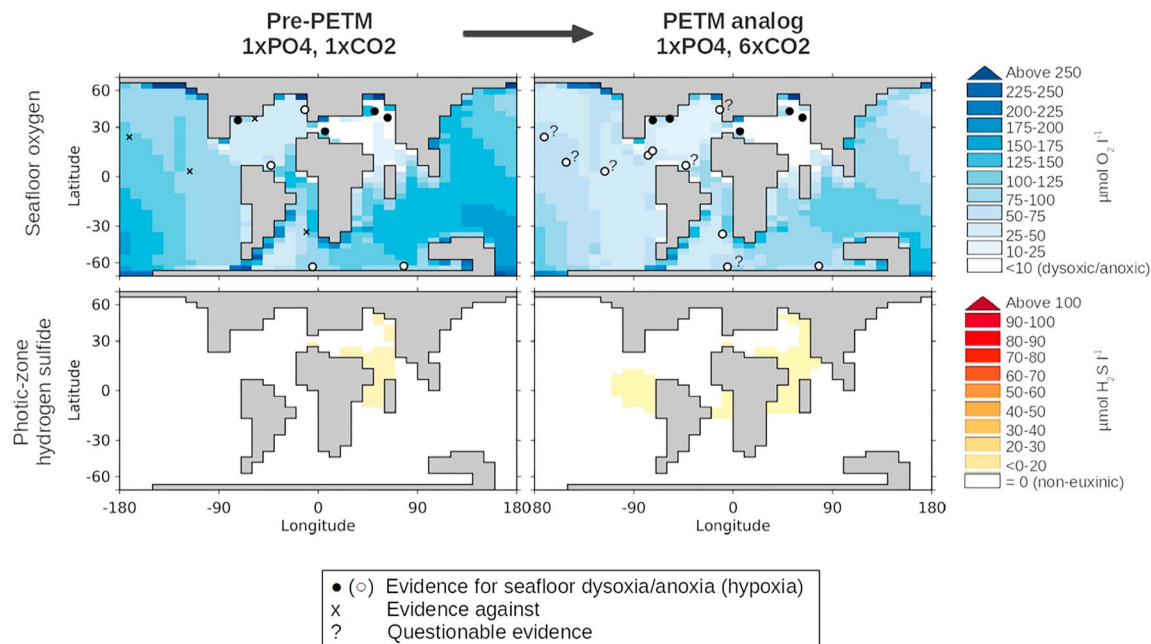 Pre-PETM
1xPO4, 1xCO2
PETM analog
1xPO4, 6xCO2
Seafloor oxygen
Latitude
60
30
0
-30
-60
?
?
?
?
?
?
Above 250
225-250
200-225
175-200
150-175
125-150
100-125
75-100
50-75
25-50
10-25
<10 (dysoxic/anoxic)
µmol O2 l-1
Photic-zone
hydrogen sulfide
Latitude
60
30
0
-30
-60
-180
-90
0
90
180
Longitude
80
-90
0
90
180
Longitude
Above 100
90-100
80-90
70-80
60-70
50-60
40-50
30-40
20-30
<0-20
= 0 (non-euxinic)
µmol H2S l-1
● (○) Evidence for seafloor dysoxia/anoxia (hypoxia)
x Evidence against
? Questionable evidence